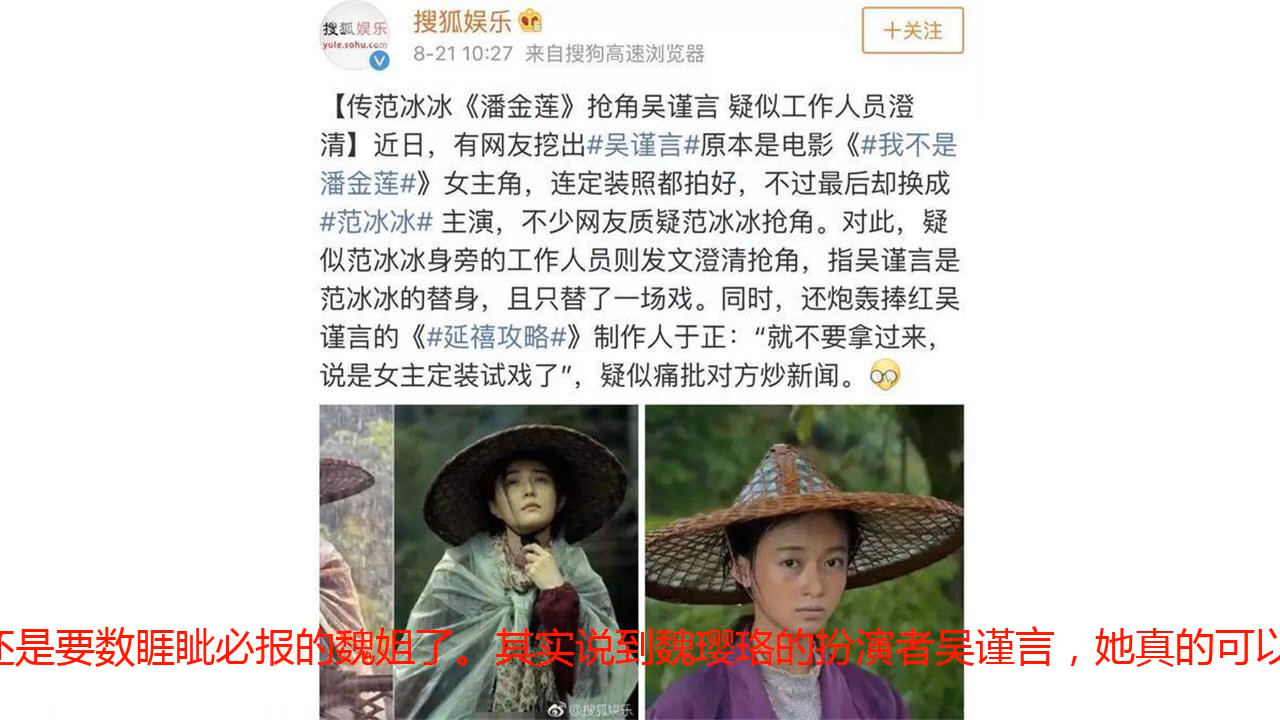 搜狐娱乐
yule.sohu.com
搜狐娱乐
8-21 10:27 来自搜狗高速浏览器
十关注
【传范冰冰《潘金莲》抢角吴谨言 疑似工作人员澄
清】近日，有网友挖出#吴谨言#原本是电影《#我不是
潘金莲#》女主角，连定装照都拍好，不过最后却换成
#范冰冰# 主演，不少网友质疑范冰冰抢角。对此，疑
似范冰冰身旁的工作人员则发文澄清抢角，指吴谨言是
范冰冰的替身，且只替了一场戏。同时，还炮轰捧红吴
谨言的《#延禧攻略#》制作人于正：“就不要拿过来，
说是女主定装试戏了”，疑似痛批对方炒新闻。
还是要数睚眦必报的魏姐了。其实说到魏璎珞的扮演者吴谨言，她真的可以
@搜狐娱乐